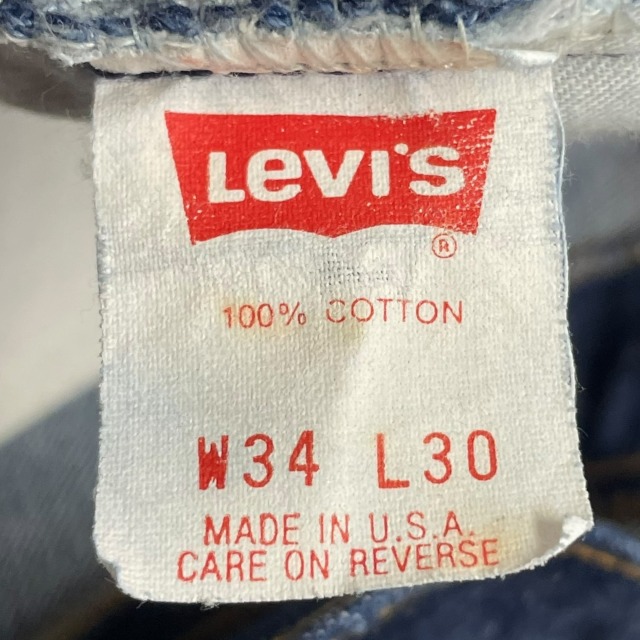 Levi's
®
100% COTTON
W34 L30
MADE IN U.S.A.
CARE ON REVERSE